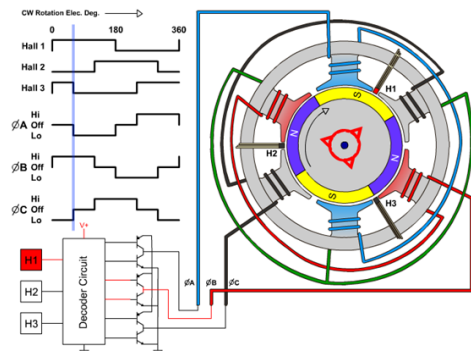 CW Rotation Elec. Deg.
0 180 360
Hall 1
Hall 2
Hall 3
Hi
ØA Off
Lo
Hi
ØB Off
Lo
Hi
ØC Off
Lo
V+
H1
H2
H3
Decoder Circuit
ØA ØB ØC
H1
H2
H3
S
N
N
S